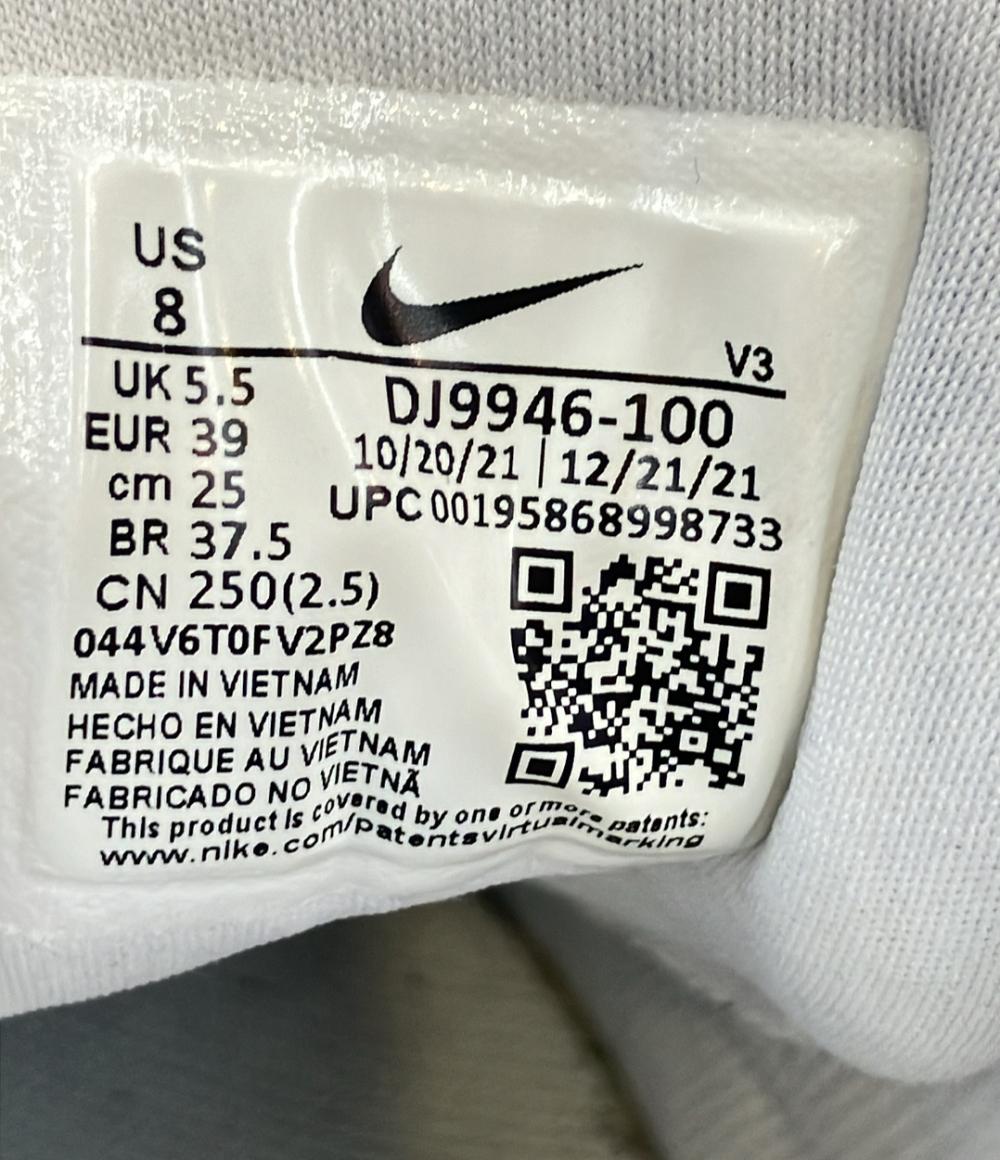 US
8
V3
UK 5.5
EUR 39
cm 25
BR 37.5
CN 250(2.5)
044V6T0FV2PZ8
DJ9946-100
10/20/21 | 12/21/21
UPC 00195868998733
MADE IN VIETNAM
HECHO EN VIETNAM
FABRIQUE AU VIETNAM
FABRICADO NO VIETNÃ
This product is covered by one or more patents:
www.nike.com/patentsvirtualmarking